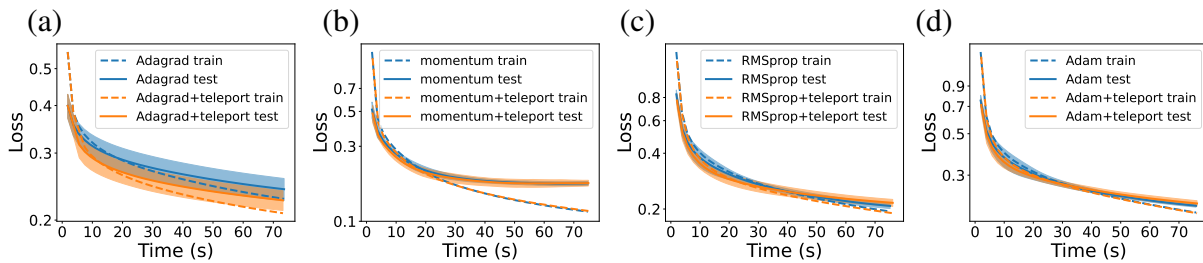 (a)
Loss
0.5
0.4
0.3
0.2
Adagrad train
Adagrad test
Adagrad+teleport train
Adagrad+teleport test
0 10 20 30 40 50 60 70
Time (s)
(b)
Loss
0.7
0.5
0.3
0.1
momentum train
momentum test
momentum+teleport train
momentum+teleport test
0 10 20 30 40 50 60 70
Time (s)
(c)
Loss
0.8
0.6
0.4
0.2
RMSprop train
RMSprop test
RMSprop+teleport train
RMSprop+teleport test
0 10 20 30 40 50 60 70
Time (s)
(d)
Loss
0.9
0.7
0.5
0.3
Adam train
Adam test
Adam+teleport train
Adam+teleport test
0 10 20 30 40 50 60 70
Time (s)